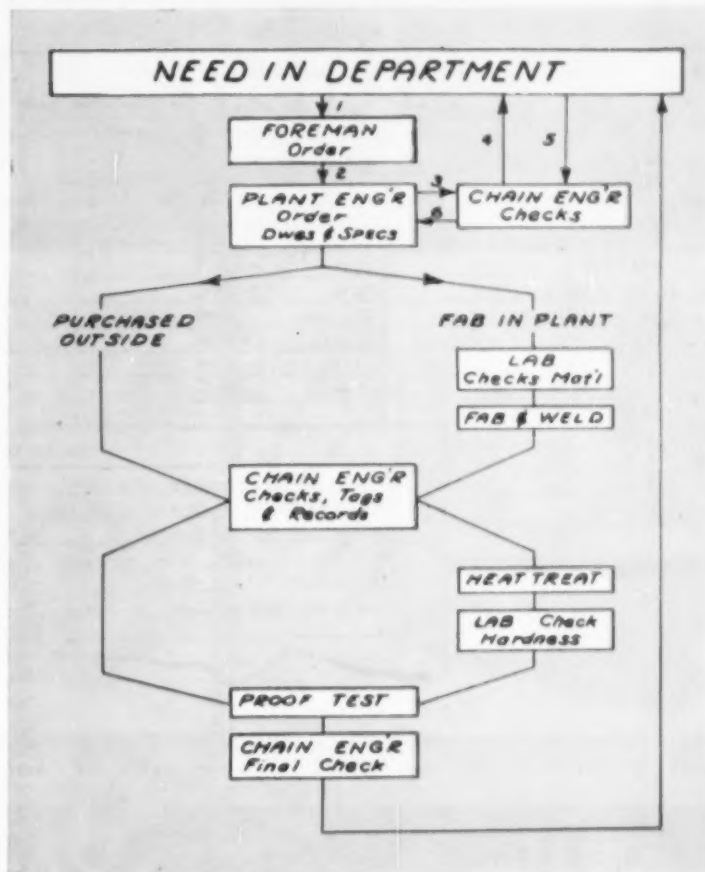 NEED IN DEPARTMENT
1
FOREMAN
Order
2
PLANT ENG'R
Order
DWGS & SPECS
3
6
4
5
CHAIN ENG'R
Checks
PURCHASED
OUTSIDE
FAB IN PLANT
LAB
Checks Mat'l
FAB & WELD
CHAIN ENG'R
Checks, Tags
& Records
HEAT TREAT
LAB Check
Hardness
PROOF TEST
CHAIN ENG'R
Final Check